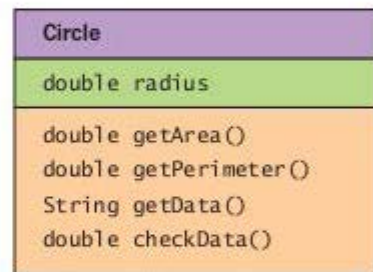 Circle
double radius
double getArea()
double getPerimeter()
String getData()
double checkData()